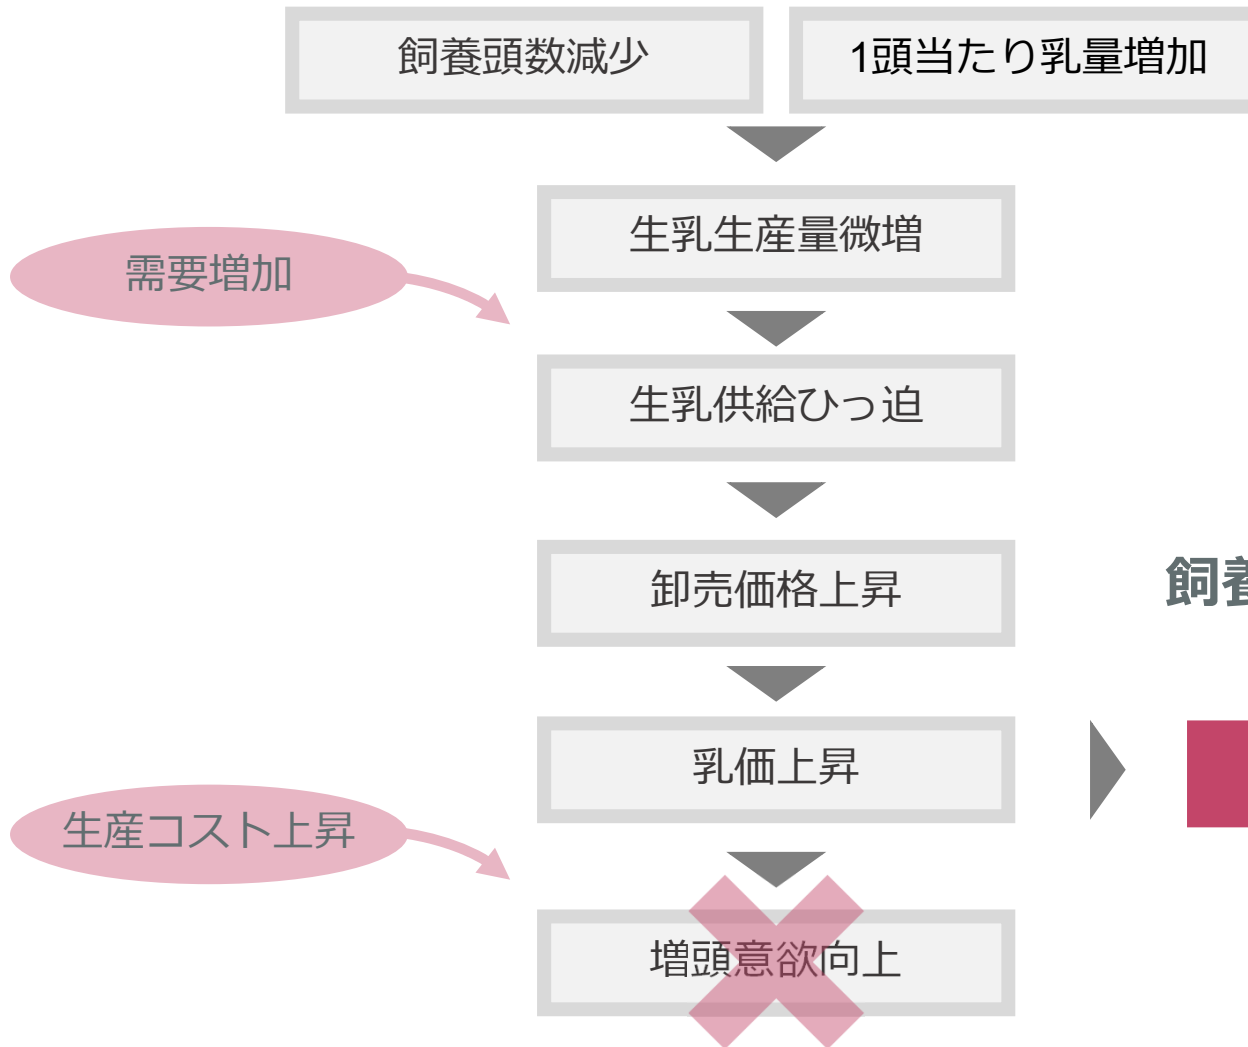 飼養頭数減少
1頭当たり乳量増加
生乳生産量微増
需要増加
生乳供給ひっ迫
卸売価格上昇
飼養
乳価上昇
生産コスト上昇
増頭意欲向上